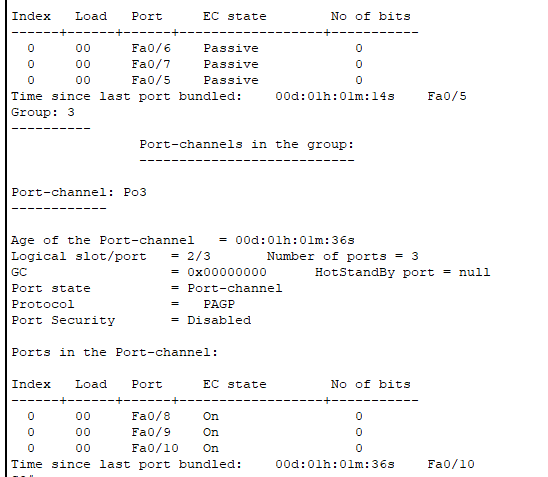 Index   Load   Port     EC state        No of bits
------+------+------+------------------+-----------
  0     00     Fa0/6    Passive            0
  0     00     Fa0/7    Passive            0
  0     00     Fa0/5    Passive            0
Time since last port bundled:    00d:01h:01m:14s    Fa0/5
Group: 3
----------
                Port-channels in the group:
                ---------------------------
Port-channel: Po3
------------
Age of the Port-channel   = 00d:01h:01m:36s
Logical slot/port   = 2/3       Number of ports = 3
GC                  = 0x00000000      HotStandBy port = null
Port state          = Port-channel
Protocol            =   PAGP
Port Security       = Disabled
Ports in the Port-channel:
Index   Load   Port     EC state        No of bits
------+------+------+------------------+-----------
  0     00     Fa0/8    On                 0
  0     00     Fa0/9    On                 0
  0     00     Fa0/10   On                 0
Time since last port bundled:    00d:01h:01m:36s    Fa0/10